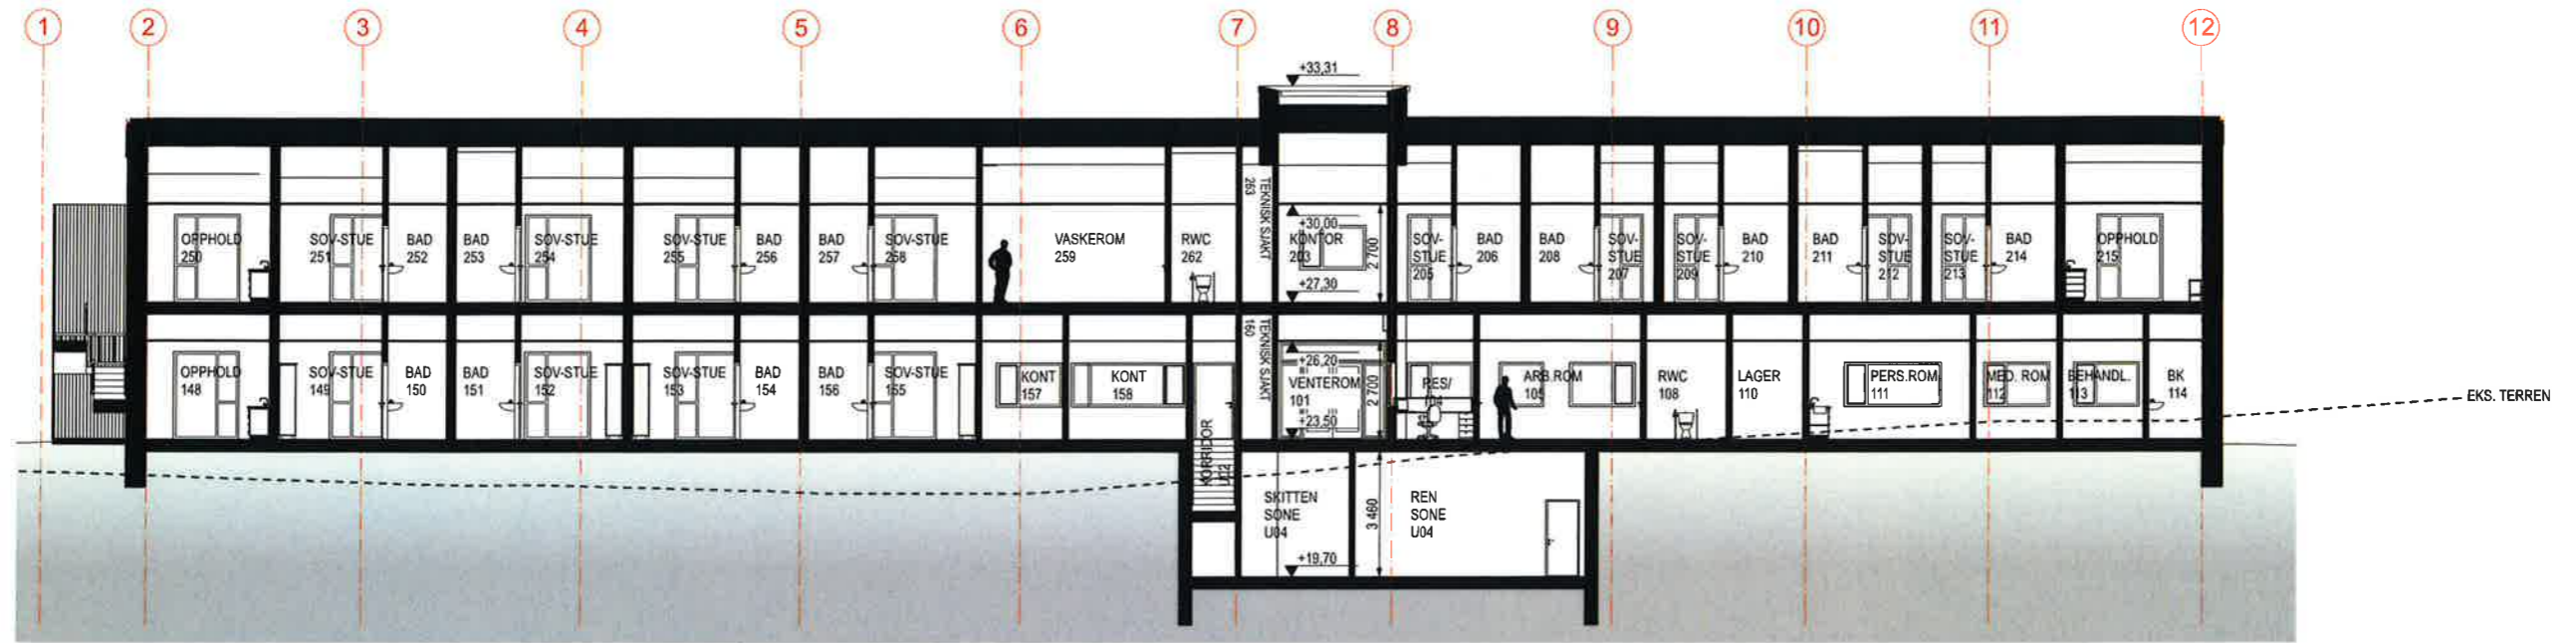 1
2
3
4
5
6
7
8
9
10
11
12
+33,31
OPPHOLD
250
SOV-STUE
251
BAD
252
BAD
253
SOV-STUE
254
SOV-STUE
255
BAD
256
BAD
257
SOV-STUE
258
VASKEROM
259
RWC
262
TEKNISK SJAKT
263
+30,00
KONTOR
203
2 700
+27,30
SOV-
STUE
205
BAD
206
BAD
208
SOV-
STUE
207
SOV-
STUE
209
BAD
210
BAD
211
SOV-
STUE
212
SOV-
STUE
213
BAD
214
OPPHOLD
215
OPPHOLD
148
SOV-STUE
149
BAD
150
BAD
151
SOV-STUE
152
SOV-STUE
153
BAD
154
BAD
156
SOV-STUE
155
KONT
157
KONT
158
KORRIDOR
U02
TEKNISK SJAKT
160
+26,20
VENTEROM
101
2 700
+23,50
RES/
104
ARB.ROM
105
RWC
108
LAGER
110
PERS.ROM
111
MED. ROM
112
BEHANDL.
113
BK
114
EKS. TERREN
SKITTEN
SONE
U04
3 460
REN
SONE
U04
+19,70